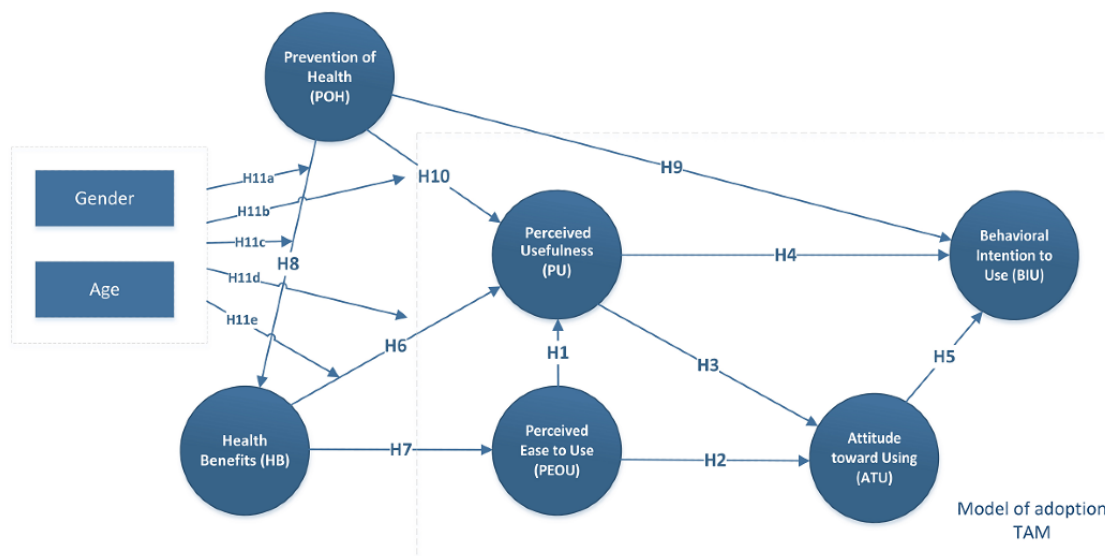 Prevention of
Health
(POH)
Gender
Age
H11a
H11b
H11c
H11d
H11e
H8
H10
H9
Perceived
Usefulness
(PU)
H4
Behavioral
Intention to
Use (BIU)
H6
H1
H3
H5
Health
Benefits (HB)
H7
Perceived
Ease to Use
(PEOU)
H2
Attitude
toward Using
(ATU)
Model of adoption
TAM